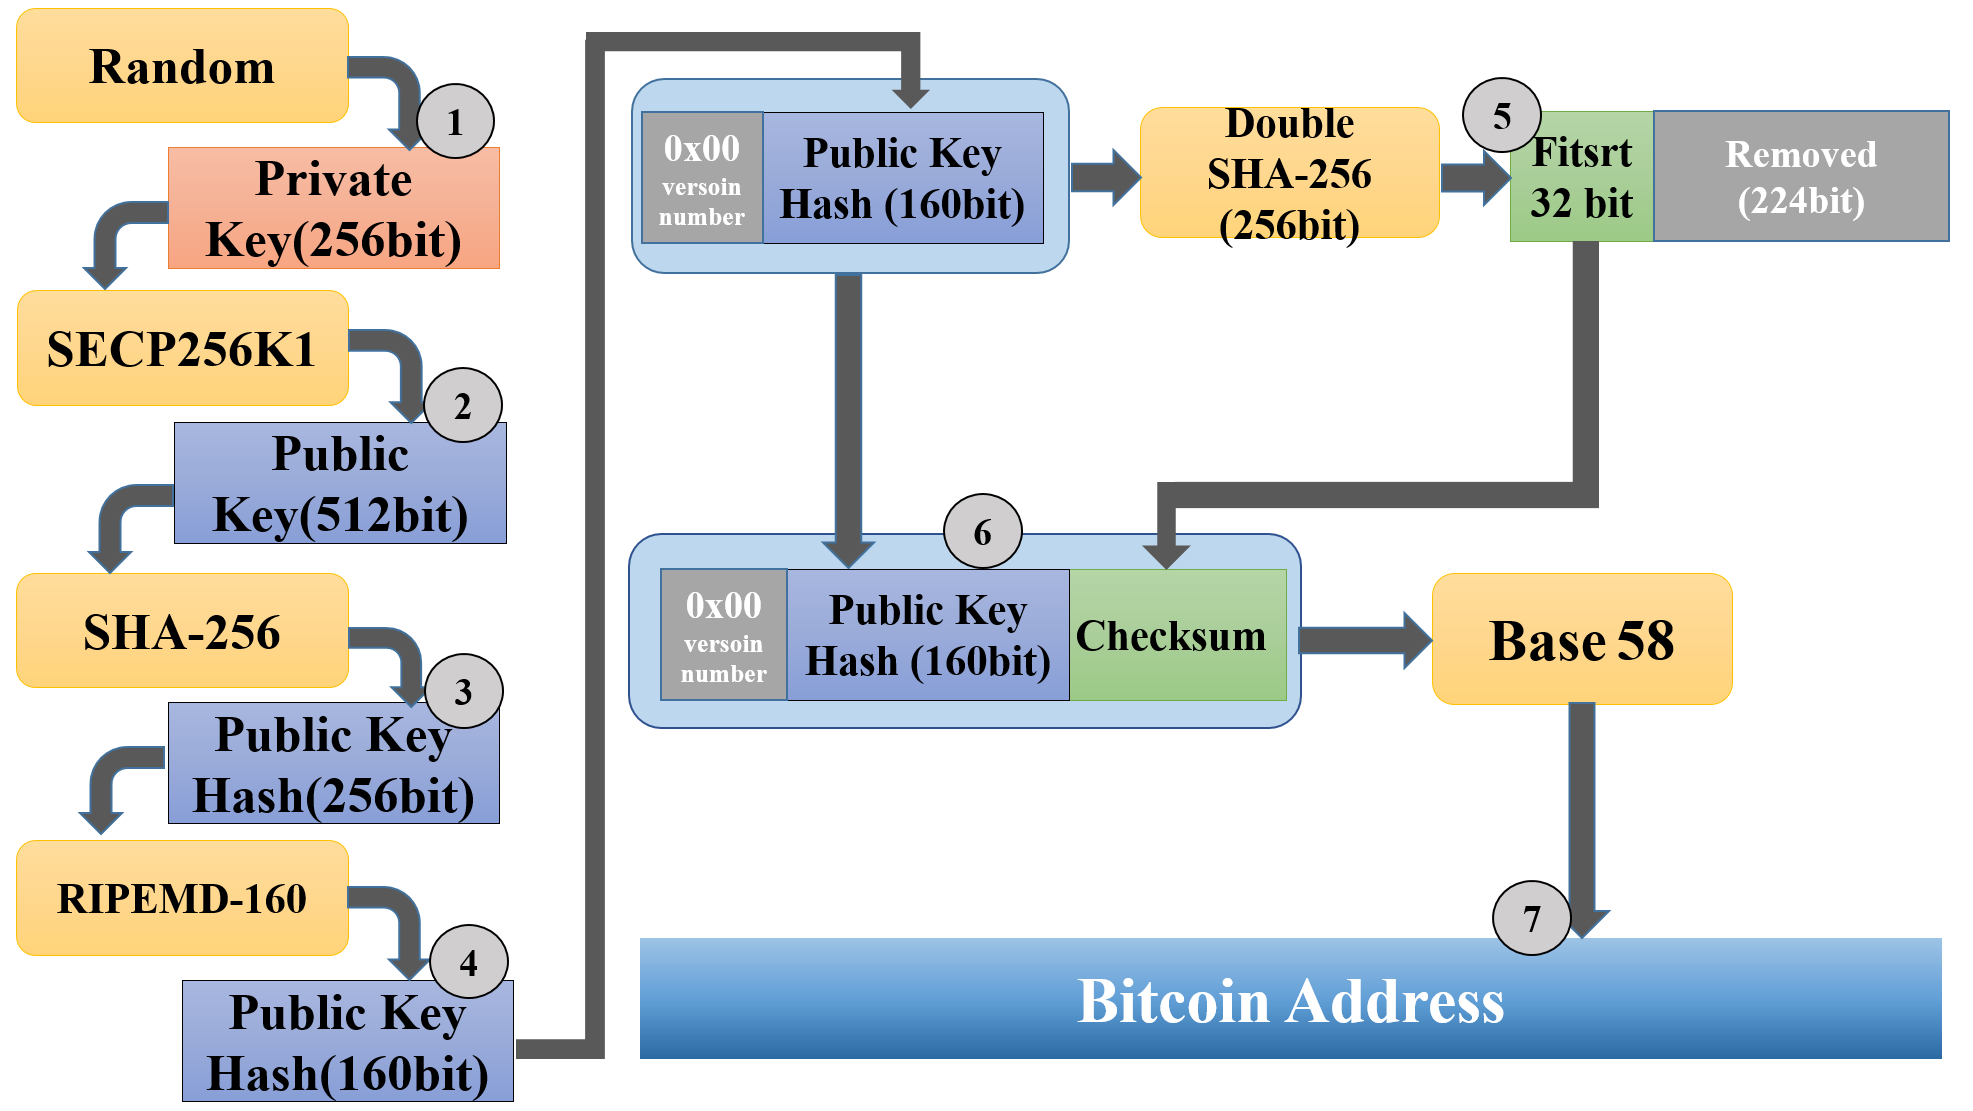 Random
1
Private
Key(256bit)
SECP256K1
2
Public
Key(512bit)
SHA-256
3
Public Key
Hash(256bit)
RIPEMD-160
4
Public Key
Hash(160bit)
0x00
versoin
number
Public Key
Hash (160bit)
Double
SHA-256
(256bit)
5
Fitsrt
32 bit
Removed
(224bit)
6
0x00
versoin
number
Public Key
Hash (160bit)
Checksum
Base 58
7
Bitcoin Address